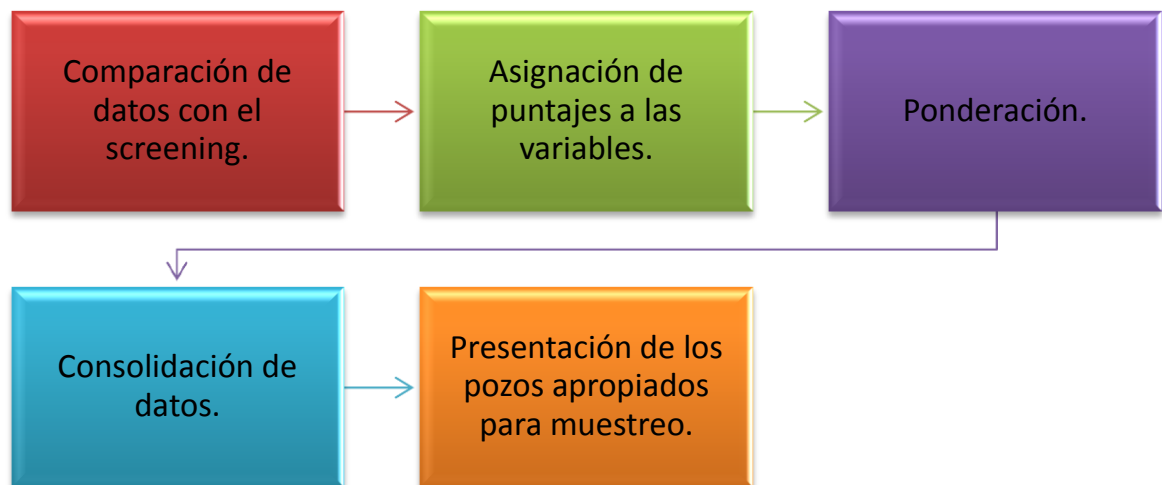 Comparación de
datos con el
screening.
Asignación de
puntajes a las
variables.
Ponderación.
Consolidación de
datos.
Presentación de los
pozos apropiados
para muestreo.